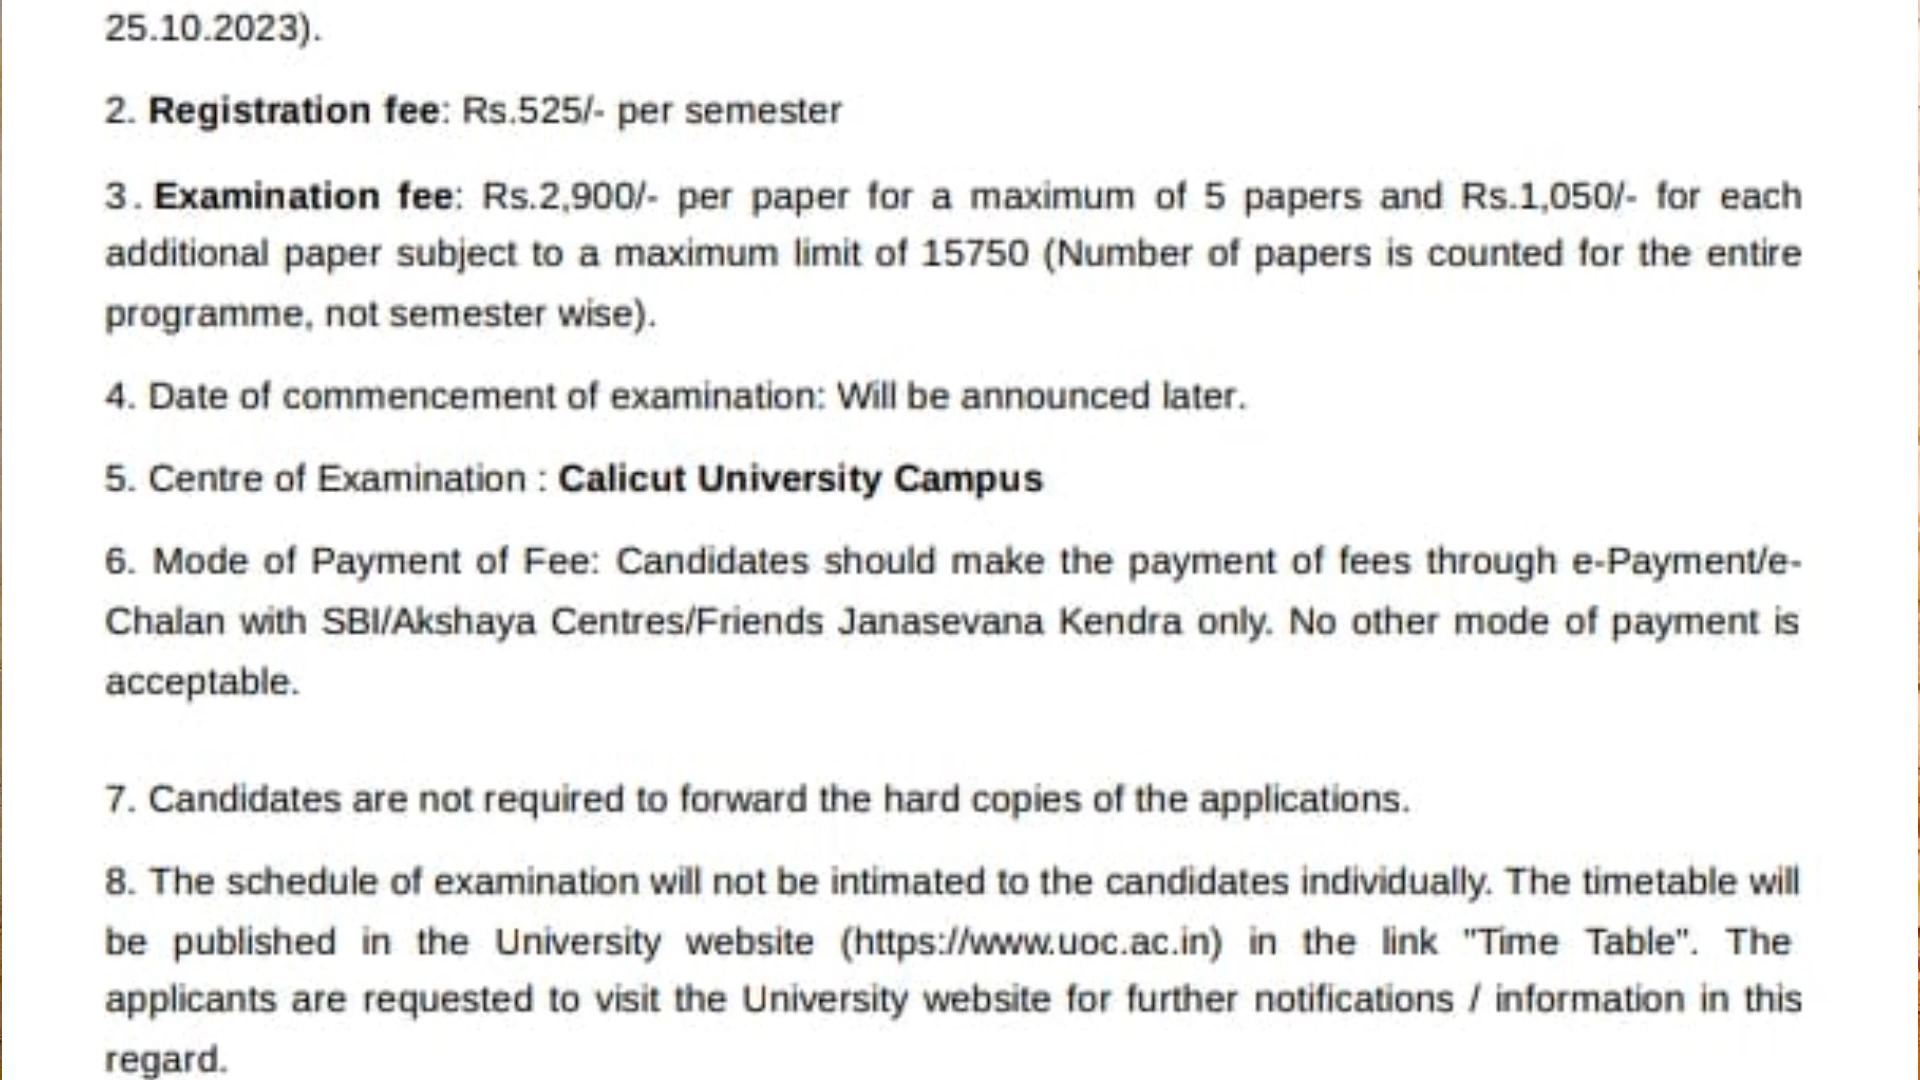 25.10.2023).
2. Registration fee: Rs.525/- per semester
3. Examination fee: Rs.2,900/- per paper for a maximum of 5 papers and Rs.1,050/- for each
additional paper subject to a maximum limit of 15750 (Number of papers is counted for the entire
programme, not semester wise).
4. Date of commencement of examination: Will be announced later.
5. Centre of Examination : Calicut University Campus
6. Mode of Payment of Fee: Candidates should make the payment of fees through e-Payment/e-
Chalan with SBI/Akshaya Centres/Friends Janasevana Kendra only. No other mode of payment is
acceptable.
7. Candidates are not required to forward the hard copies of the applications.
8. The schedule of examination will not be intimated to the candidates individually. The timetable will
be published in the University website (https://www.uoc.ac.in) in the link "Time Table". The
applicants are requested to visit the University website for further notifications / information in this
regard.